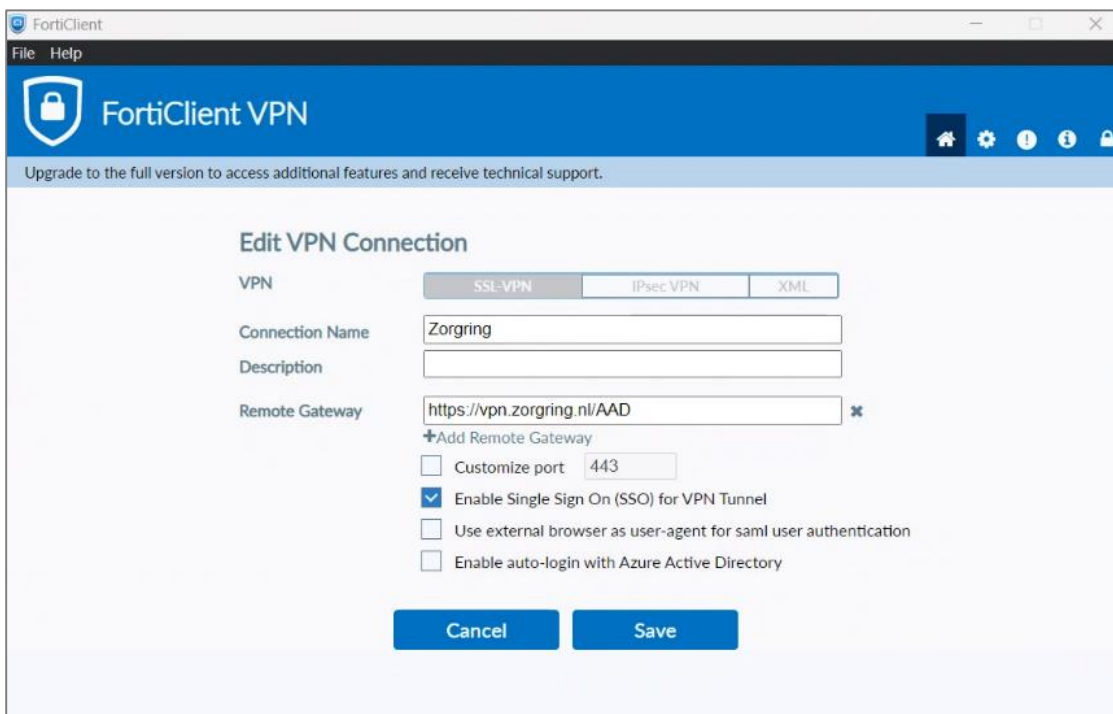 FortiClient
File Help
FortiClient VPN
Upgrade to the full version to access additional features and receive technical support.
Edit VPN Connection
VPN SSL-VPN IPsec VPN XML
Connection Name Zorgring
Description
Remote Gateway https://vpn.zorgring.nl/AAD
+Add Remote Gateway
Customize port 443
Enable Single Sign On (SSO) for VPN Tunnel
Use external browser as user-agent for saml user authentication
Enable auto-login with Azure Active Directory
Cancel Save